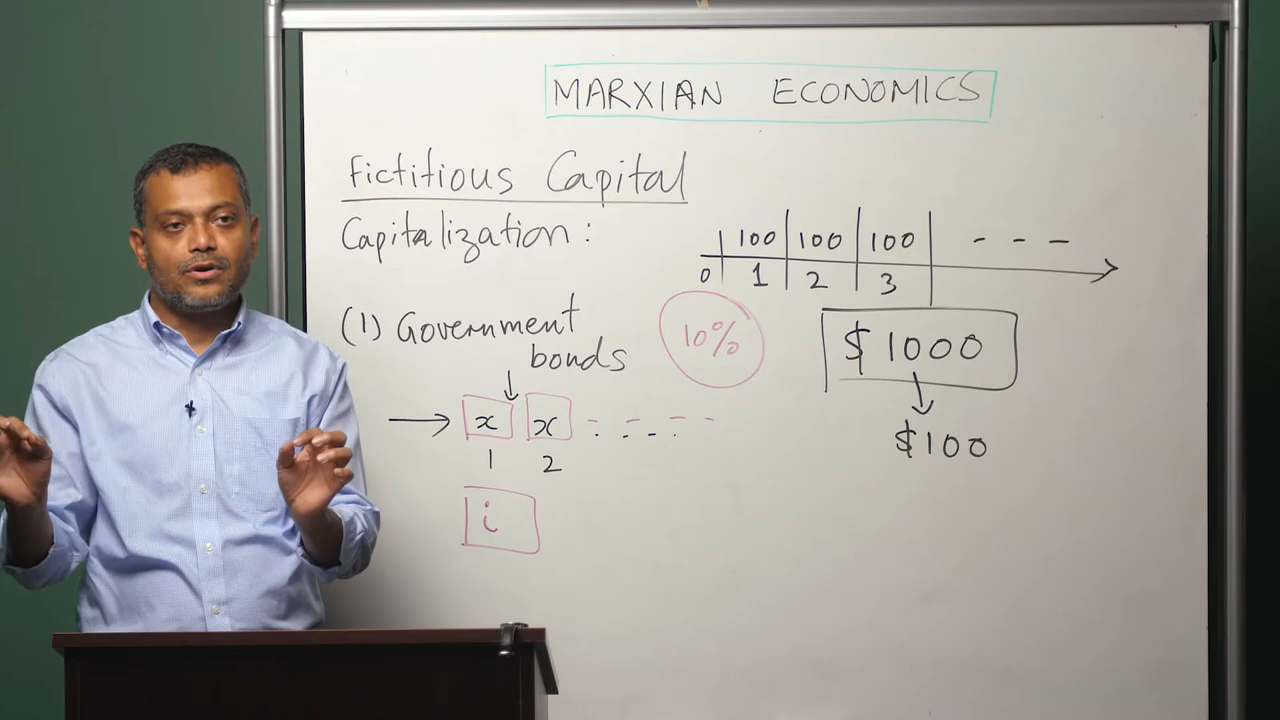 MARXIAN ECONOMICS
Fictitious Capital
Capitalization:
100 100 100 - - -
0 1 2 3
(1) Government
bonds
10%
$ 1000
$100
x x
1 2
i